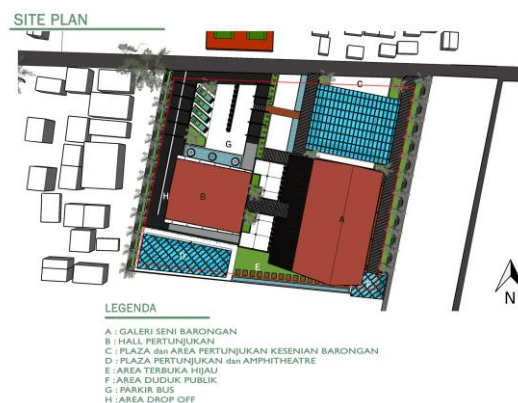 SITE PLAN
C
G
H
B
A
E
N
LEGENDA
A : GALERI SENI BARONGAN
B : HALL PERTUNJUKAN
C : PLAZA dan AREA PERTUNJUKAN KESENIAN BARONGAN
D : PLAZA PERTUNJUKAN dan AMPHITHEATRE
E : AREA TERBUKA HIJAU
F : AREA DUDUK PUBLIK
G : PARKIR BUS
H : AREA DROP OFF